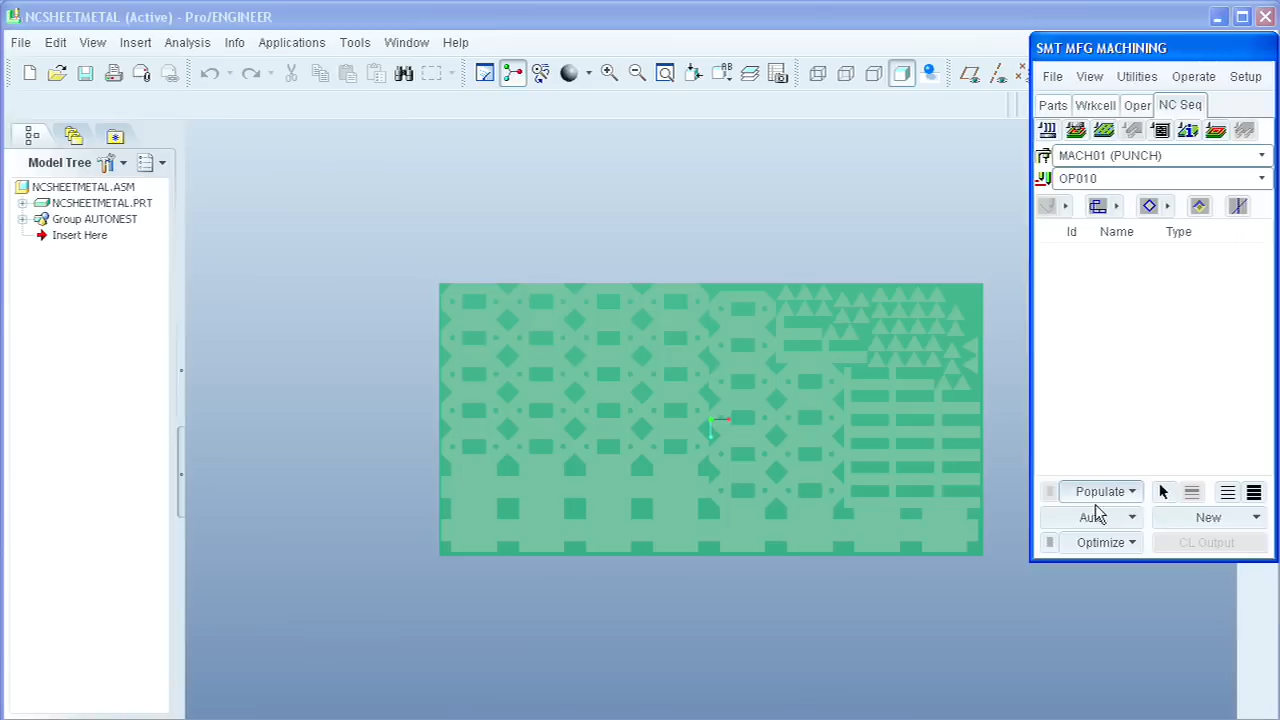 NCSHEETMETAL (Active) - Pro/ENGINEER
File Edit View Insert Analysis Info Applications Tools Window Help
SMT MFG MACHINING
File View Utilities Operate Setup
Parts Wrkcell Oper NC Seq
MACH01 (PUNCH)
OP010
Id Name Type
Model Tree
NCSHEETMETAL.ASM
NCSHEETMETAL.PRT
Group AUTONEST
Insert Here
Populate
New
Optimize CL Output